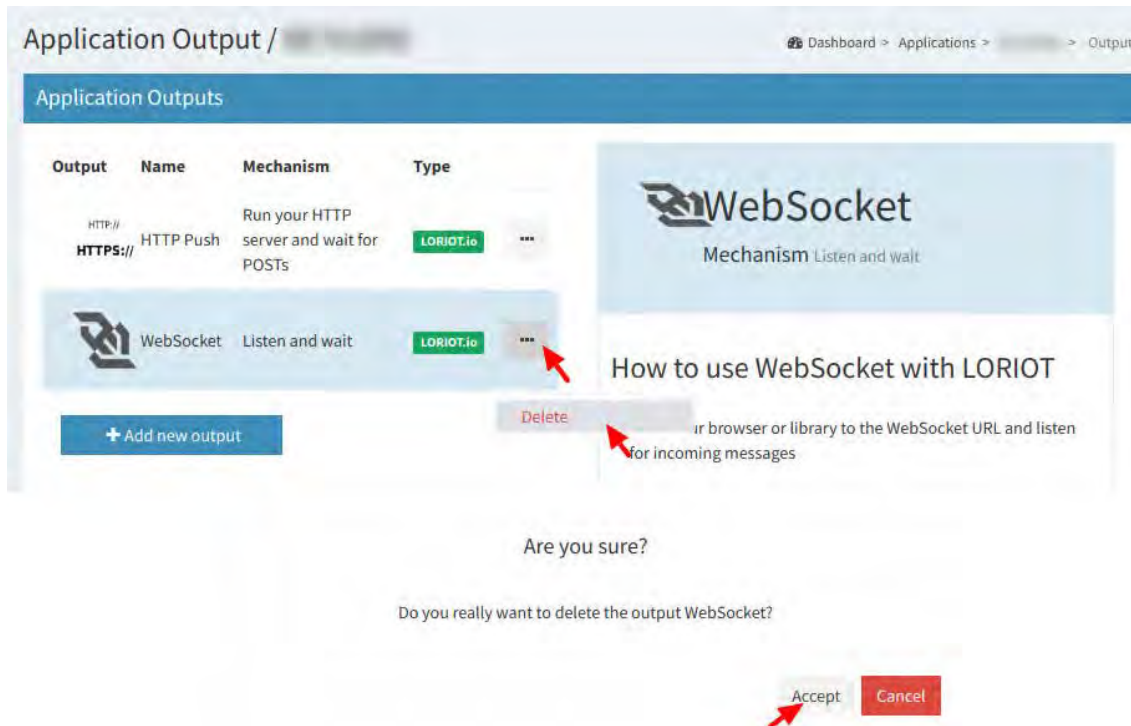 Application Output /
Dashboard > Applications > > Output
Application Outputs
Output Name Mechanism Type
HTTP://
HTTPS://
HTTP Push
Run your HTTP
server and wait for
POSTs
LORIOT.io
...
WebSocket
Listen and wait
LORIOT.io
...
Delete
+ Add new output
WebSocket
Mechanism Listen and wait
How to use WebSocket with LORIOT
ur browser or library to the WebSocket URL and listen
for incoming messages
Are you sure?
Do you really want to delete the output WebSocket?
Accept
Cancel